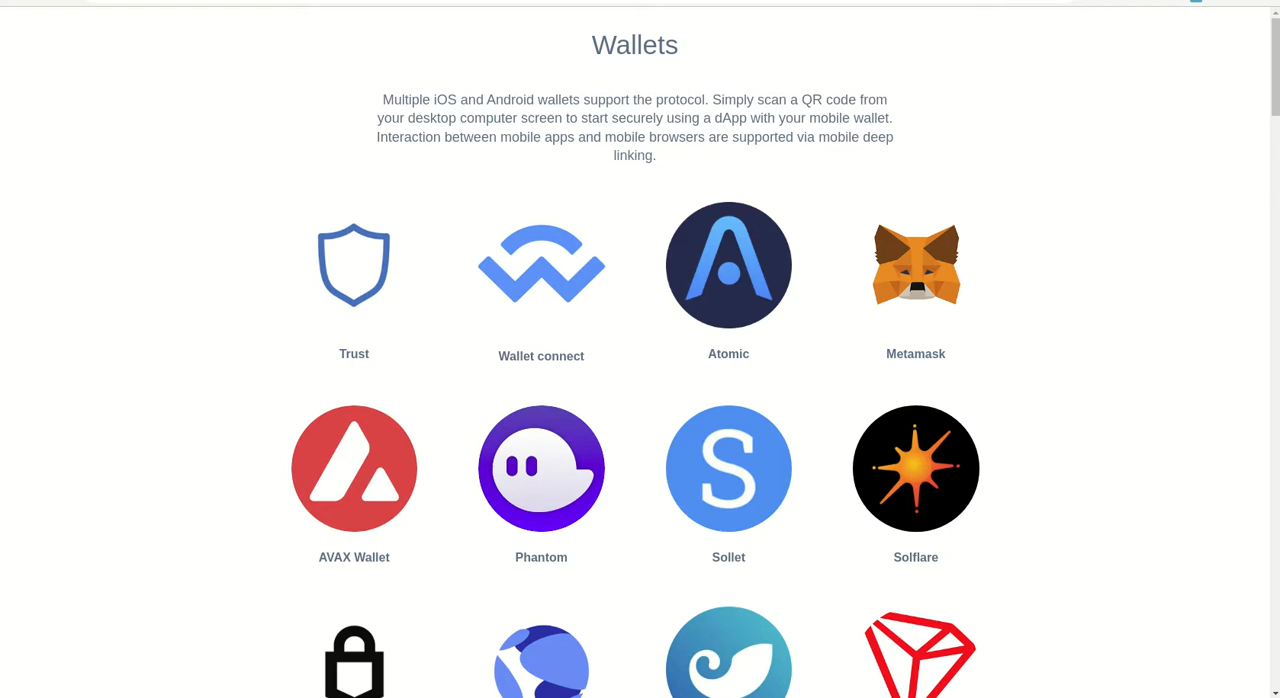 Wallets
Multiple iOS and Android wallets support the protocol. Simply scan a QR code from
your desktop computer screen to start securely using a dApp with your mobile wallet.
Interaction between mobile apps and mobile browsers are supported via mobile deep
linking.
Trust
Wallet connect
Atomic
Metamask
S
AVAX Wallet
Phantom
Sollet
Solflare